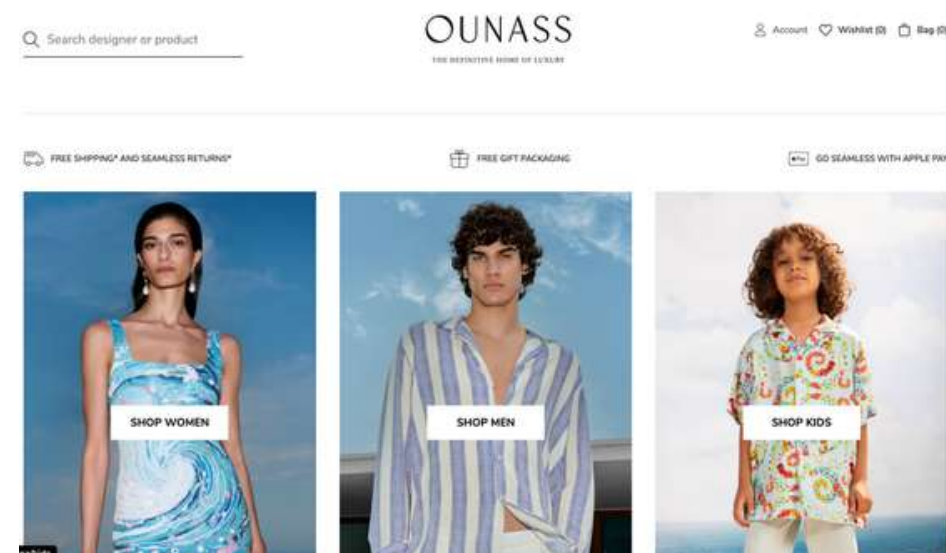 Search designer or product
OUNASS
THE DEFINITIVE HOME OF LUXURY
Account
Wishlist (0)
Bag (0)
FREE SHIPPING* AND SEAMLESS RETURNS*
FREE GIFT PACKAGING
GO SEAMLESS WITH APPLE PAY
SHOP WOMEN
SHOP MEN
SHOP KIDS